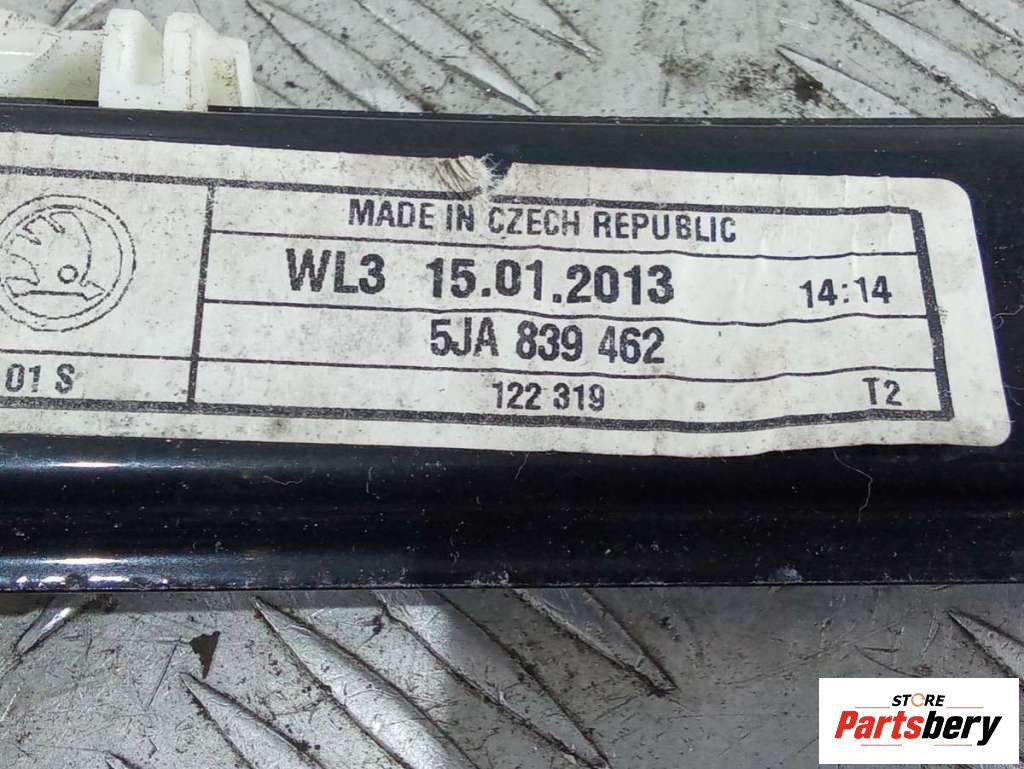 MADE IN CZECH REPUBLIC
WL3 15.01.2013 14:14
5JA 839 462
01 S
122 319 T2
STORE
Partsbery